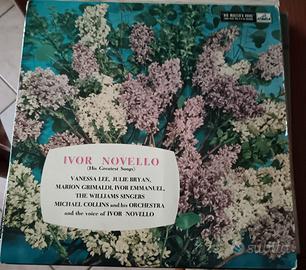 "HIS MASTER'S VOICE"
IVOR NOVELLO
(His Greatest Songs)
VANESSA LEE, JULIE BRYAN,
MARION GRIMALDI, IVOR EMMANUEL,
THE WILLIAMS SINGERS
MICHAEL COLLINS and his ORCHESTRA
and the voice of IVOR NOVELLO
subito